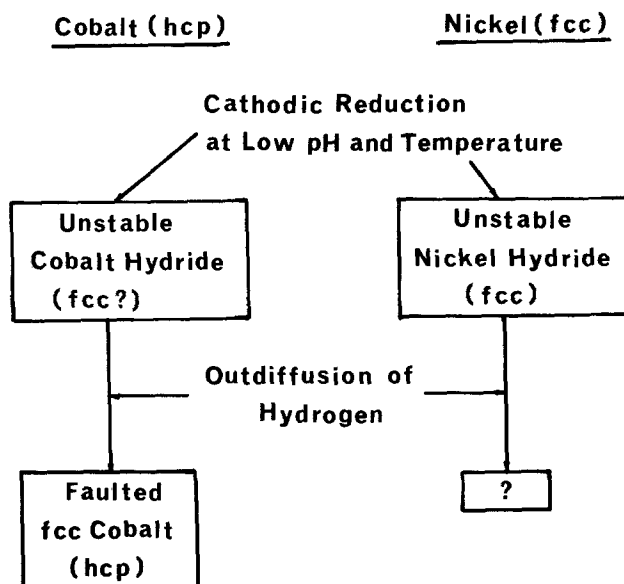 Cobalt (hcp)
Nickel (fcc)
Cathodic Reduction
at Low pH and Temperature
Unstable
Cobalt Hydride
(fcc?)
Unstable
Nickel Hydride
(fcc)
Outdiffusion of
Hydrogen
Faulted
fcc Cobalt
(hcp)
?